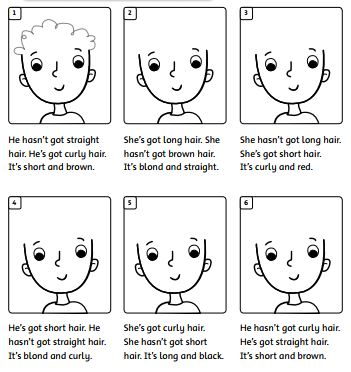 1
He hasn't got straight
hair. He's got curly hair.
It's short and brown.
2
She's got long hair. She
hasn't got brown hair.
It's blond and straight.
3
She hasn't got long hair.
She's got short hair.
It's curly and red.
4
He's got short hair. He
hasn't got straight hair.
It's blond and curly.
5
She's got curly hair.
She hasn't got short
hair. It's long and black.
6
He hasn't got curly hair.
He's got straight hair.
It's short and brown.